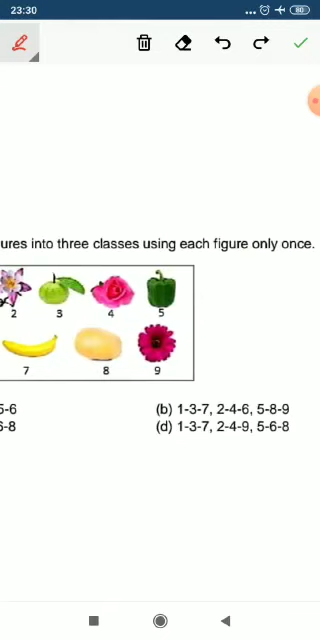 23:30
80
ures into three classes using each figure only once.
2 3 4 5
7 8 9
5-6 (b) 1-3-7, 2-4-6, 5-8-9
6-8 (d) 1-3-7, 2-4-9, 5-6-8